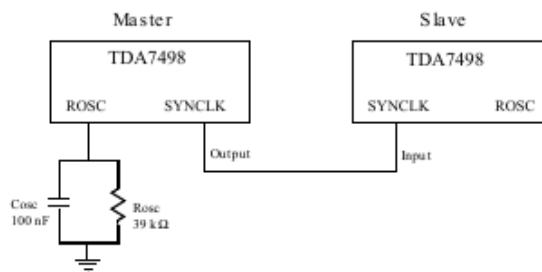 Master
Slave
TDA7498
TDA7498
ROSC
SYNCLK
SYNCLK
ROSC
Output
Input
Cosc
100 nF
Rosc
39 kΩ